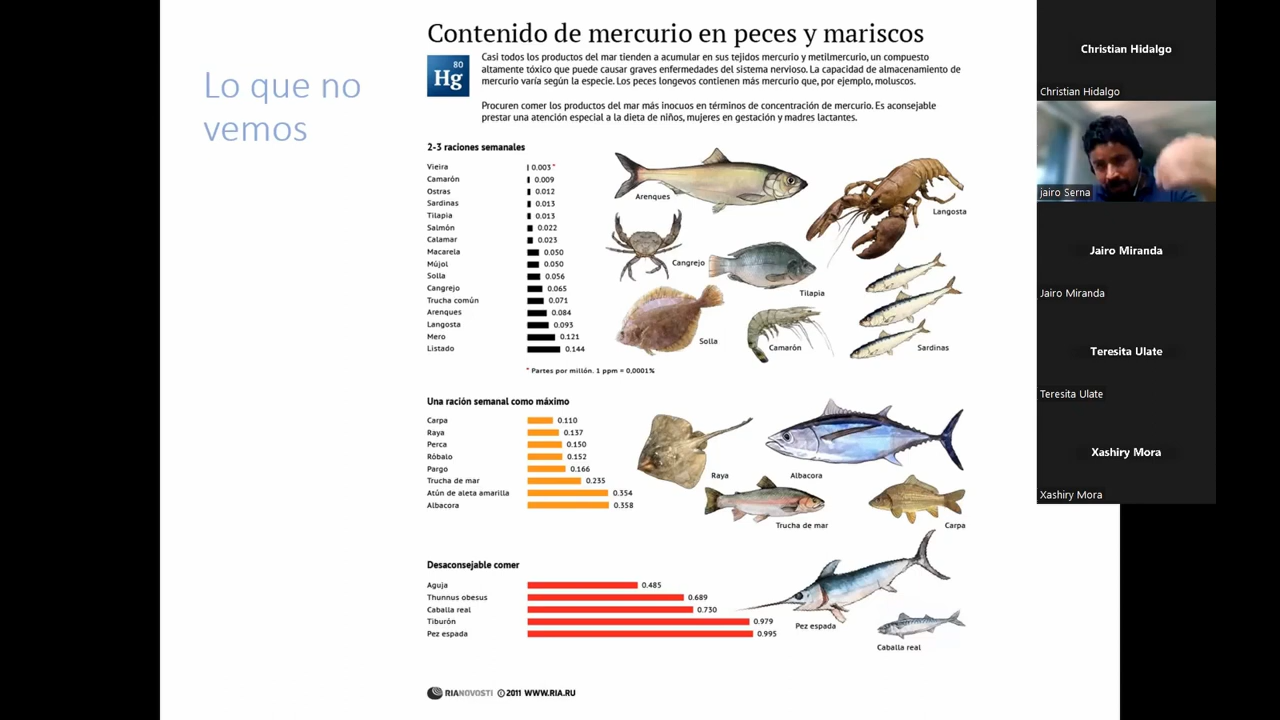 Lo que no
vemos
Contenido de mercurio en peces y mariscos
80
Hg
Casi todos los productos del mar tienden a acumular en sus tejidos mercurio y metilmercurio, un compuesto
altamente tóxico que puede causar graves enfermedades del sistema nervioso. La capacidad de almacenamiento de
mercurio varía según la especie. Los peces longevos contienen más mercurio que, por ejemplo, moluscos.
Procuren comer los productos del mar más inocuos en términos de concentración de mercurio. Es aconsejable
prestar una atención especial a la dieta de niños, mujeres en gestación y madres lactantes.
2-3 raciones semanales
Vieira 0.003 *
Camarón 0.009
Ostras 0.012
Sardinas 0.013
Tilapia 0.013
Salmón 0.022
Calamar 0.023
Macarela 0.050
Mújol 0.050
Solla 0.056
Cangrejo 0.065
Trucha común 0.071
Arenques 0.084
Langosta 0.093
Mero 0.121
Listado 0.144
* Partes por millón. 1 ppm = 0,0001%
Arenques
Langosta
Cangrejo
Tilapia
Solla
Camarón
Sardinas
Una ración semanal como máximo
Carpa 0.110
Raya 0.137
Perca 0.150
Róbalo 0.152
Pargo 0.166
Trucha de mar 0.235
Atún de aleta amarilla 0.354
Albacora 0.358
Raya
Albacora
Trucha de mar
Carpa
Desaconsejable comer
Aguja 0.485
Thunnus obesus 0.689
Caballa real 0.730
Tiburón 0.979
Pez espada 0.995
Pez espada
Caballa real
RIANOVOSTI © 2011 WWW.RIA.RU
Christian Hidalgo
Christian Hidalgo
jairo Serna
Jairo Miranda
Jairo Miranda
Teresita Ulate
Teresita Ulate
Xashiry Mora
Xashiry Mora